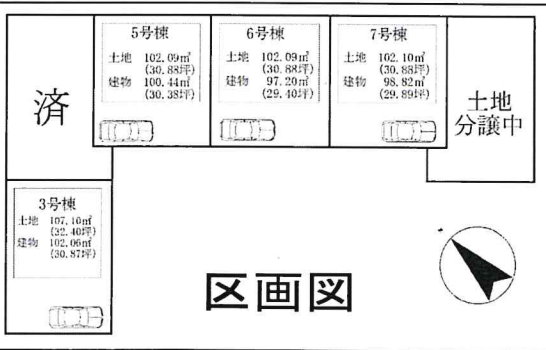 済
5号棟
土地 102.09㎡
(30.88坪)
建物 100.44㎡
(30.38坪)
6号棟
土地 102.09㎡
(30.88坪)
建物 97.20㎡
(29.40坪)
7号棟
土地 102.10㎡
(30.88坪)
建物 98.82㎡
(29.89坪)
土地
分譲中
3号棟
土地 107.10㎡
(32.40坪)
建物 102.06㎡
(30.87坪)
区画図